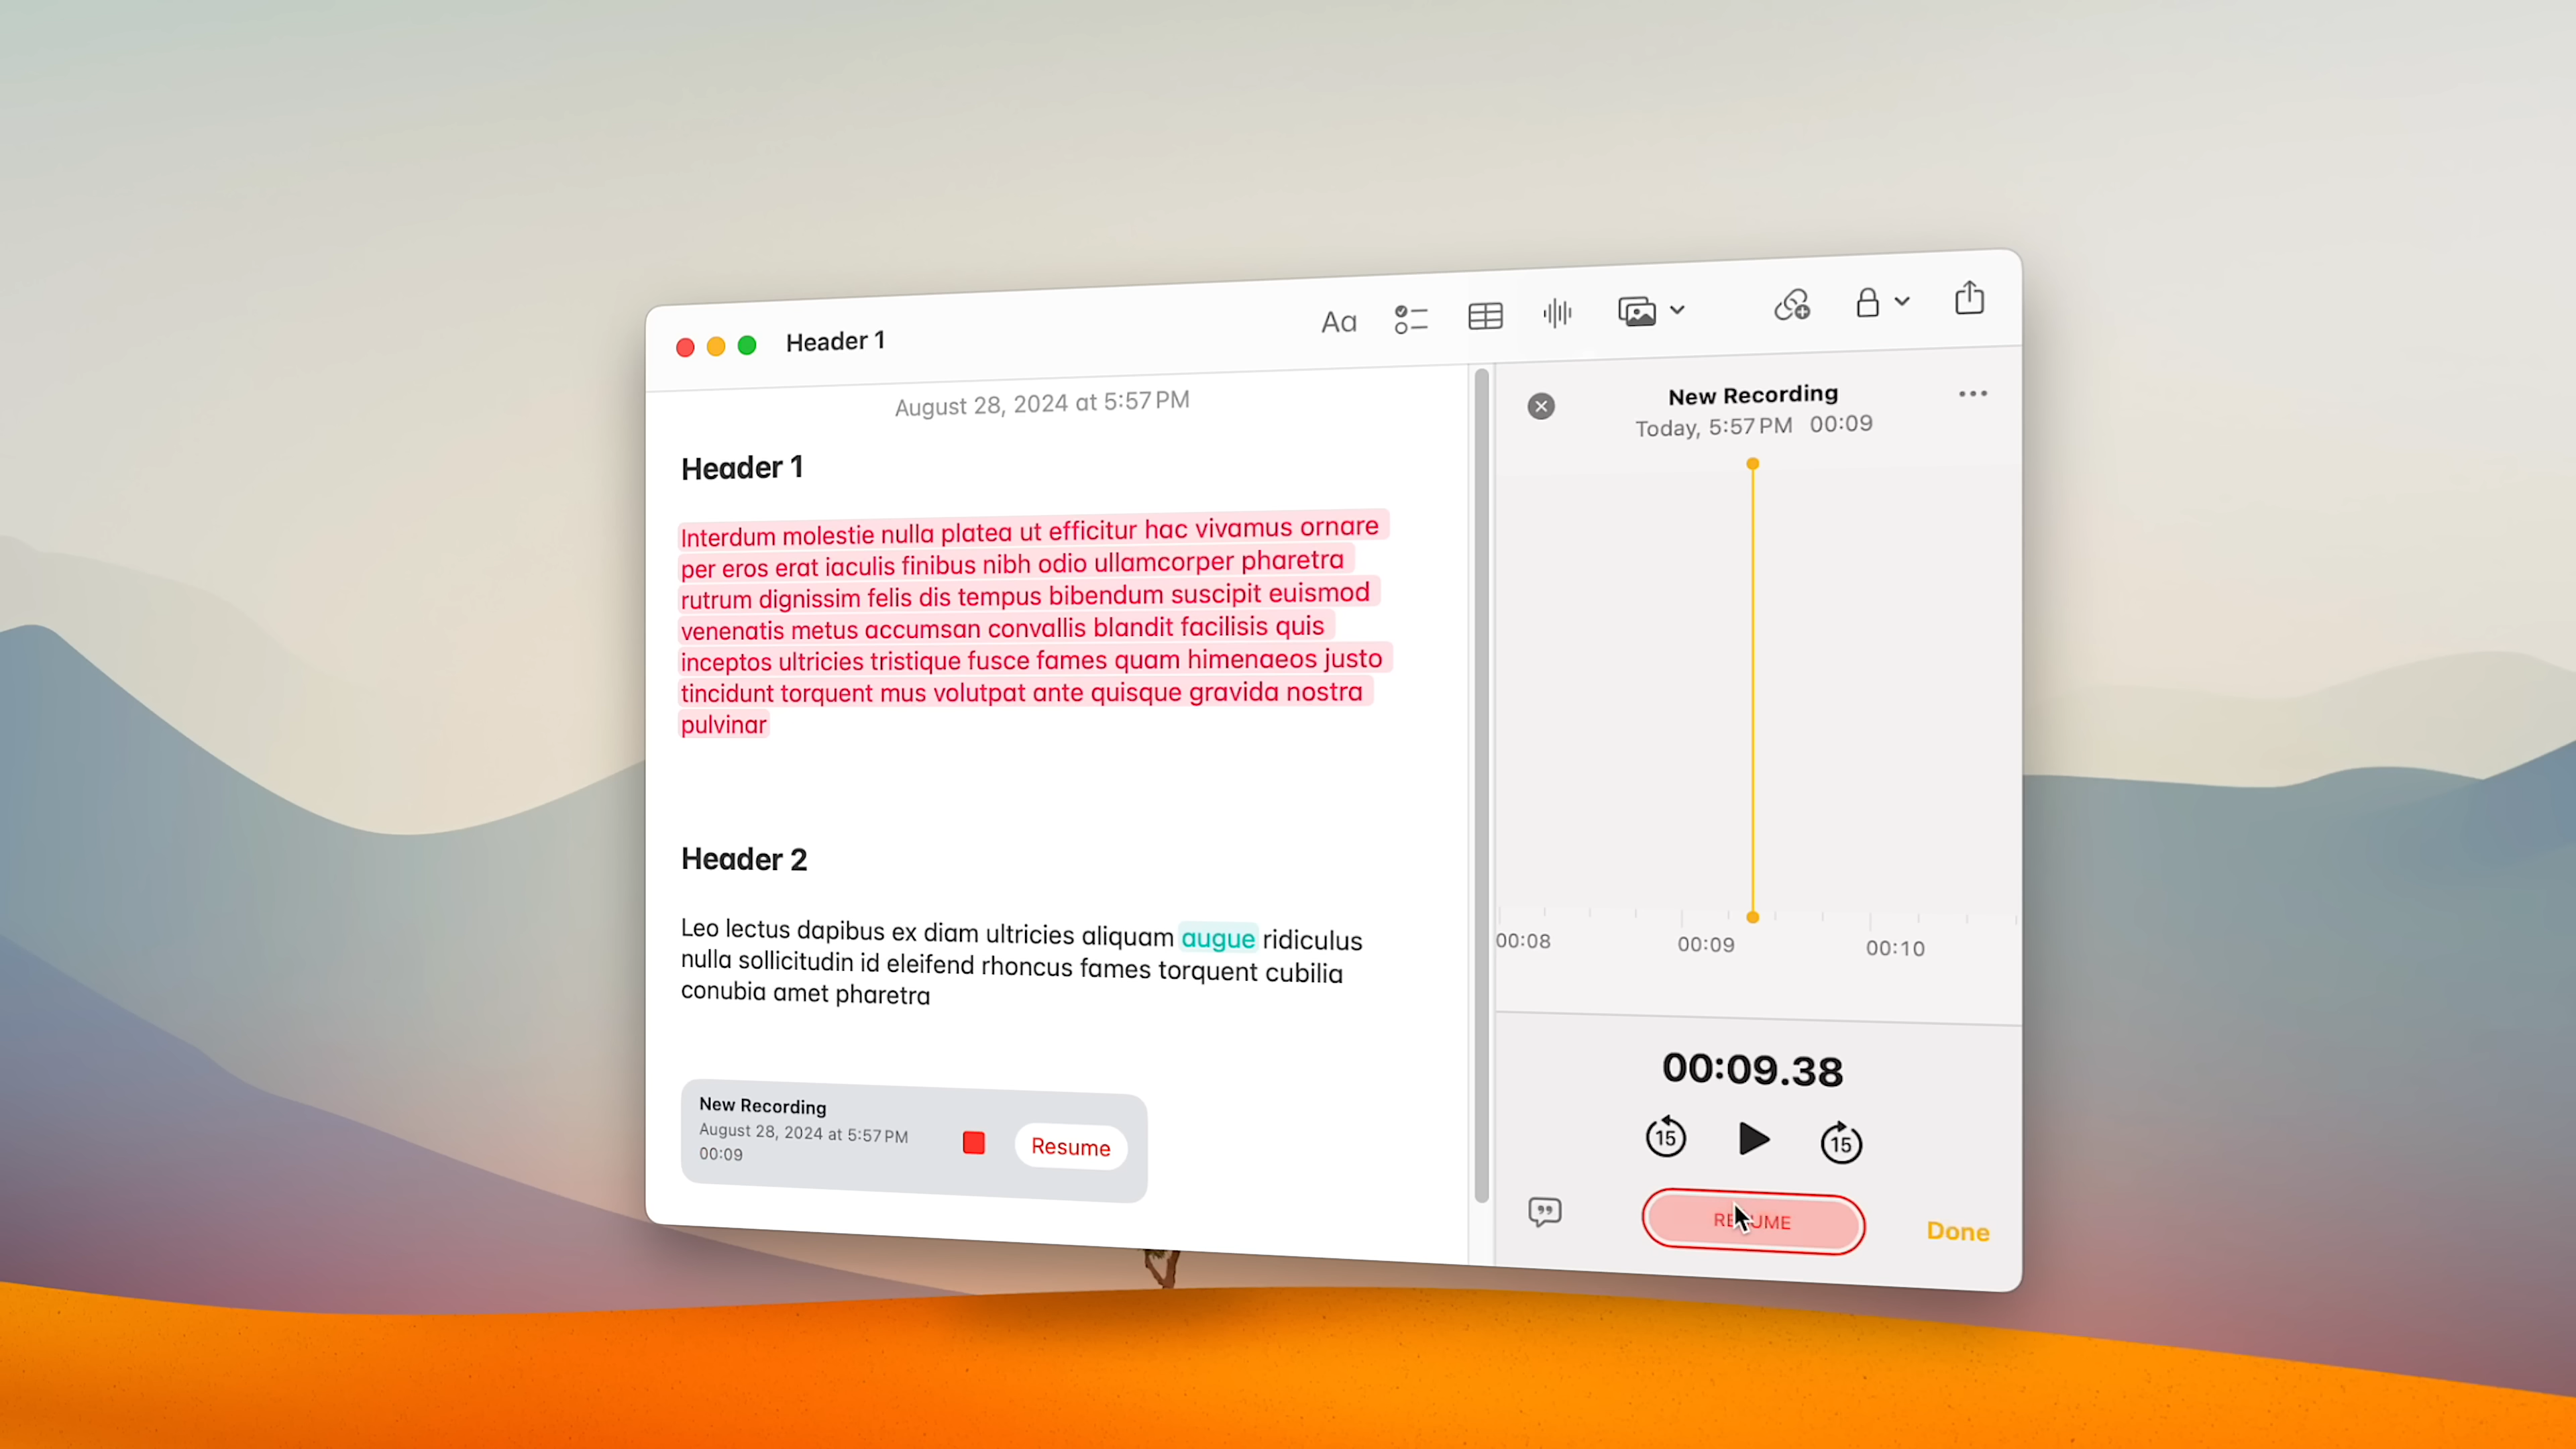 Header 1
Aa
August 28, 2024 at 5:57 PM
Header 1
Interdum molestie nulla platea ut efficitur hac vivamus ornare
per eros erat iaculis finibus nibh odio ullamcorper pharetra
rutrum dignissim felis dis tempus bibendum suscipit euismod
venenatis metus accumsan convallis blandit facilisis quis
inceptos ultricies tristique fusce fames quam himenaeos justo
tincidunt torquent mus volutpat ante quisque gravida nostra
pulvinar
Header 2
Leo lectus dapibus ex diam ultricies aliquam augue ridiculus
nulla sollicitudin id eleifend rhoncus fames torquent cubilia
conubia amet pharetra
New Recording
August 28, 2024 at 5:57 PM
00:09
Resume
New Recording
Today, 5:57 PM 00:09
00:08 00:09 00:10
00:09.38
15 15
RESUME
Done